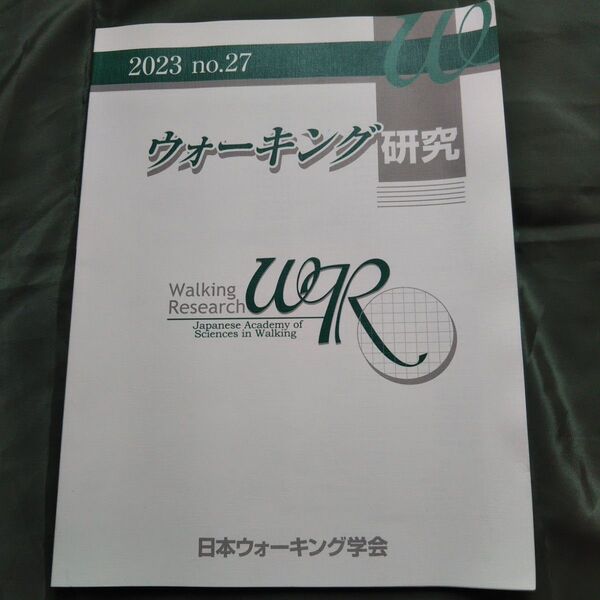 2023 no.27
W
ウォーキング研究
Walking
Research
WR
Japanese Academy of
Sciences in Walking
日本ウォーキング学会